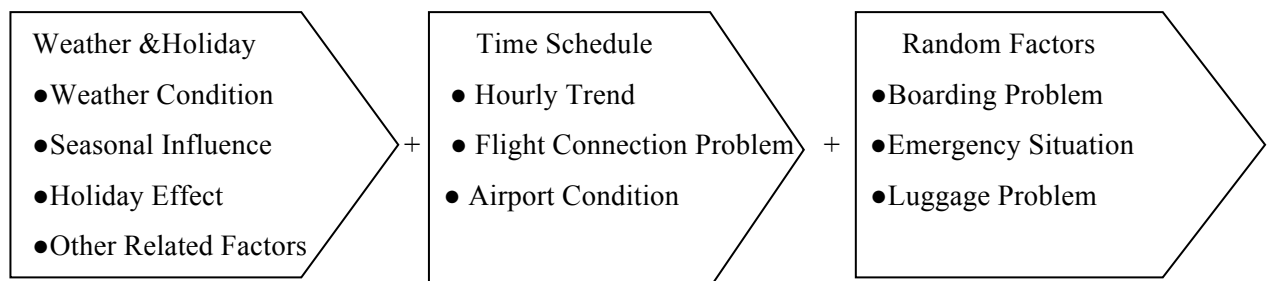 Weather &Holiday
●Weather Condition
●Seasonal Influence
●Holiday Effect
●Other Related Factors
+
Time Schedule
● Hourly Trend
● Flight Connection Problem
● Airport Condition
+
Random Factors
●Boarding Problem
●Emergency Situation
●Luggage Problem